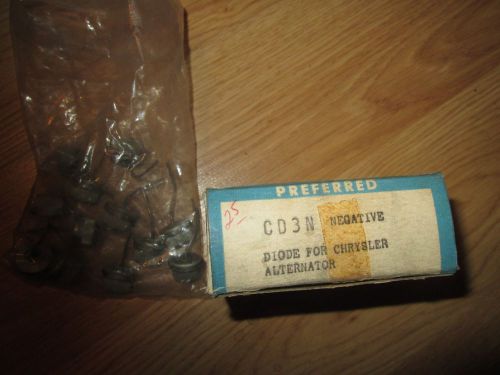 PREFERRED
25
CD3N NEGATIVE
DIODE FOR CHRYSLER
ALTERNATOR